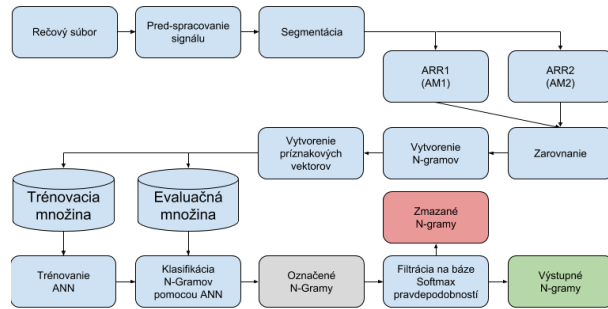 Rečový súbor
Pred-spracovanie
signálu
Segmentácia
ARR1
(AM1)
ARR2
(AM2)
Vytvorenie
príznakových
vektorov
Vytvorenie
N-gramov
Zarovnanie
Trénovacia
množina
Evaluačná
množina
Zmazané
N-gramy
Trénovanie
ANN
Klasifikácia
N-Gramov
pomocou ANN
Označené
N-Gramy
Filtrácia na báze
Softmax
pravdepodobností
Výstupné
N-gramy